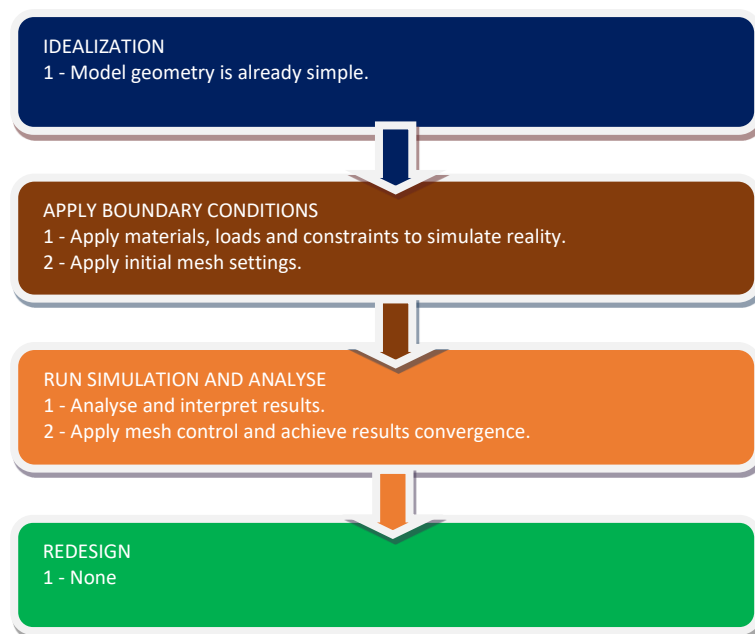 IDEALIZATION
1 - Model geometry is already simple.
APPLY BOUNDARY CONDITIONS
1 - Apply materials, loads and constraints to simulate reality.
2 - Apply initial mesh settings.
RUN SIMULATION AND ANALYSE
1 - Analyse and interpret results.
2 - Apply mesh control and achieve results convergence.
REDESIGN
1 - None